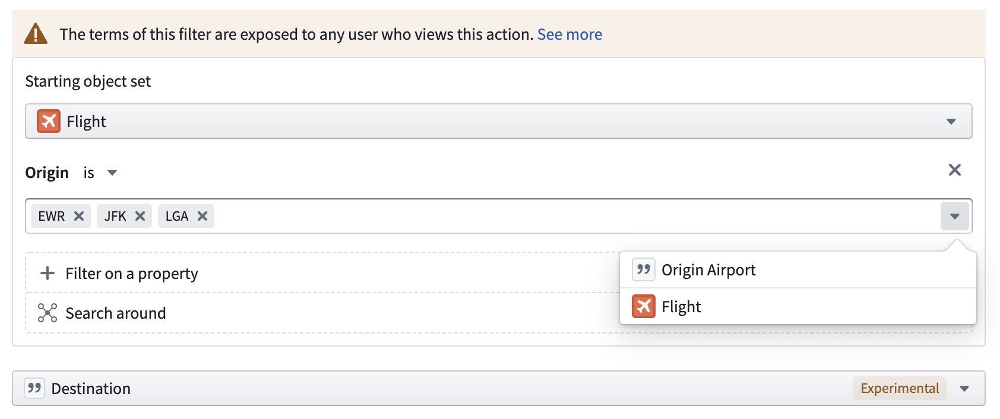 The terms of this filter are exposed to any user who views this action. See more
Starting object set
Flight
Origin is
EWR JFK LGA
Filter on a property
Search around
Origin Airport
Flight
Destination Experimental